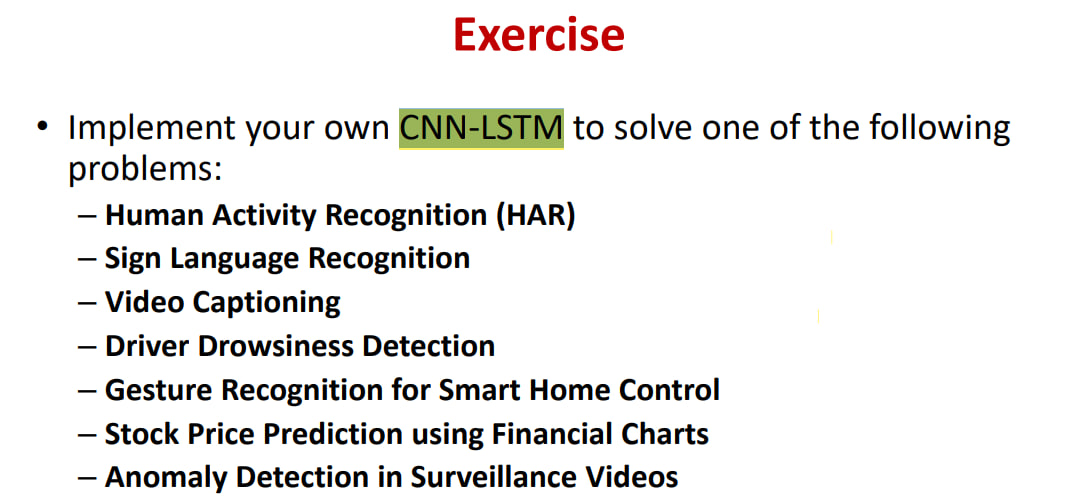 Exercise
• Implement your own CNN-LSTM to solve one of the following
problems:
– Human Activity Recognition (HAR)
– Sign Language Recognition
– Video Captioning
– Driver Drowsiness Detection
– Gesture Recognition for Smart Home Control
– Stock Price Prediction using Financial Charts
– Anomaly Detection in Surveillance Videos